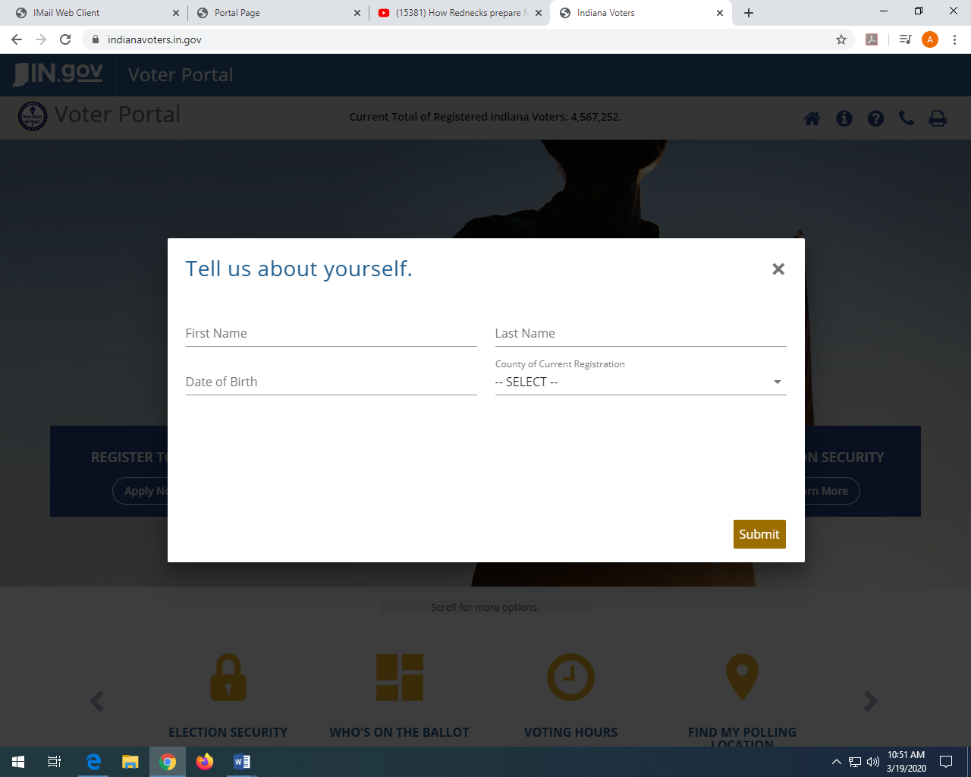 IMail Web Client
Portal Page
(15381) How Rednecks prepare f
Indiana Voters
indianavoters.in.gov
A
IN.gov Voter Portal
Voter Portal
Current Total of Registered Indiana Voters: 4,567,252.
Tell us about yourself.
First Name
Last Name
Date of Birth
County of Current Registration
-- SELECT --
REGISTER T
N SECURITY
Apply N
rn More
Submit
Scroll for more options.
ELECTION SECURITY
WHO'S ON THE BALLOT
VOTING HOURS
FIND MY POLLING
LOCATION
10:51 AM
3/19/2020